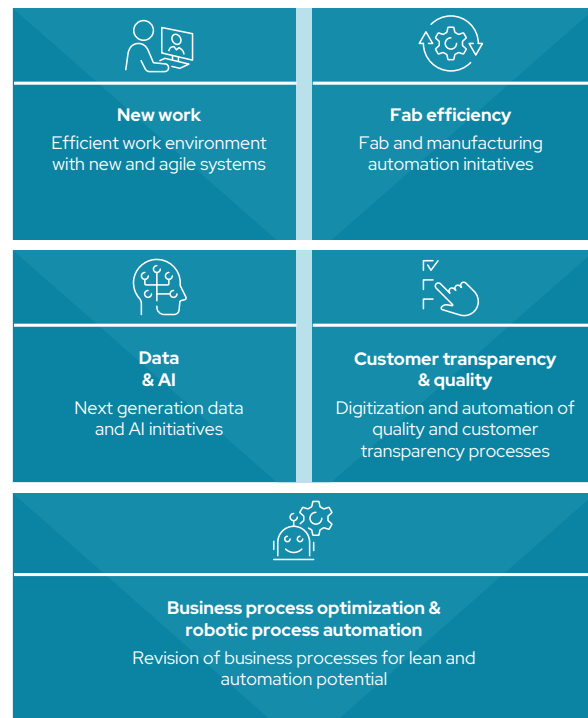 New work
Efficient work environment
with new and agile systems
Fab efficiency
Fab and manufacturing
automation initatives
Data
& AI
Next generation data
and AI initiatives
Customer transparency
& quality
Digitization and automation of
quality and customer
transparency processes
Business process optimization &
robotic process automation
Revision of business processes for lean and
automation potential